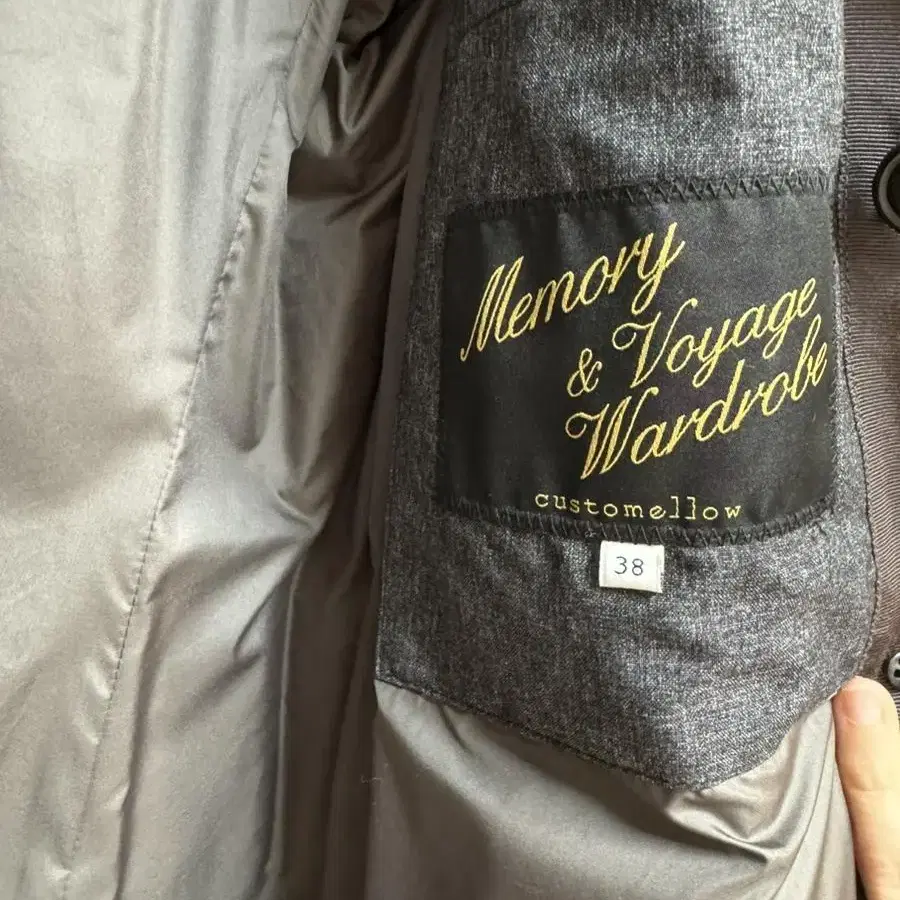 Memory
& Voyage
Wardrobe
customellow
38